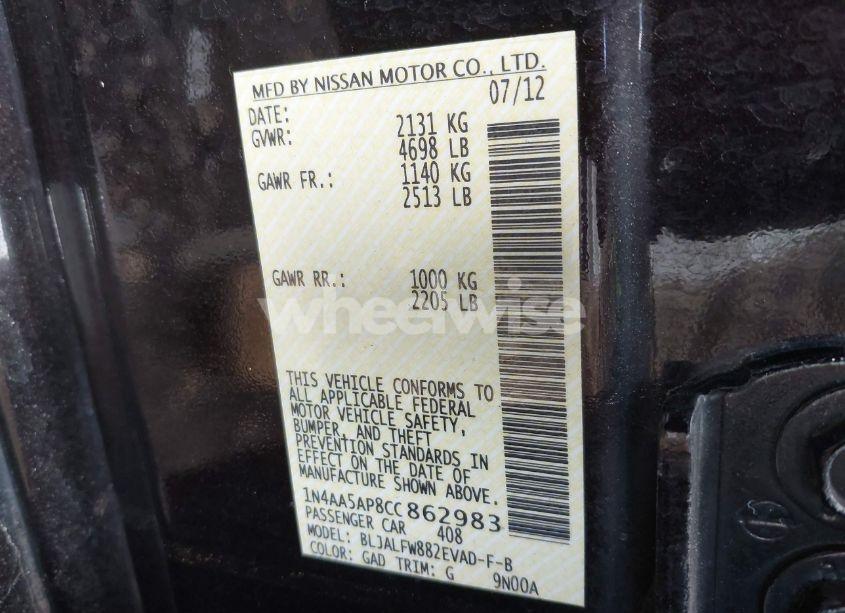 MFD BY NISSAN MOTOR CO., LTD.
DATE: 07/12
GVWR: 2131 KG
4698 LB
GAWR FR.: 1140 KG
2513 LB
GAWR RR.: 1000 KG
2205 LB
wheelwise
THIS VEHICLE CONFORMS TO
ALL APPLICABLE FEDERAL
MOTOR VEHICLE SAFETY,
BUMPER, AND THEFT
PREVENTION STANDARDS IN
EFFECT ON THE DATE OF
MANUFACTURE SHOWN ABOVE.
1N4AA5AP8CC862983
PASSENGER CAR 408
MODEL: BLJALFW882EVAD-F-B
COLOR: GAD TRIM: G 9N00A